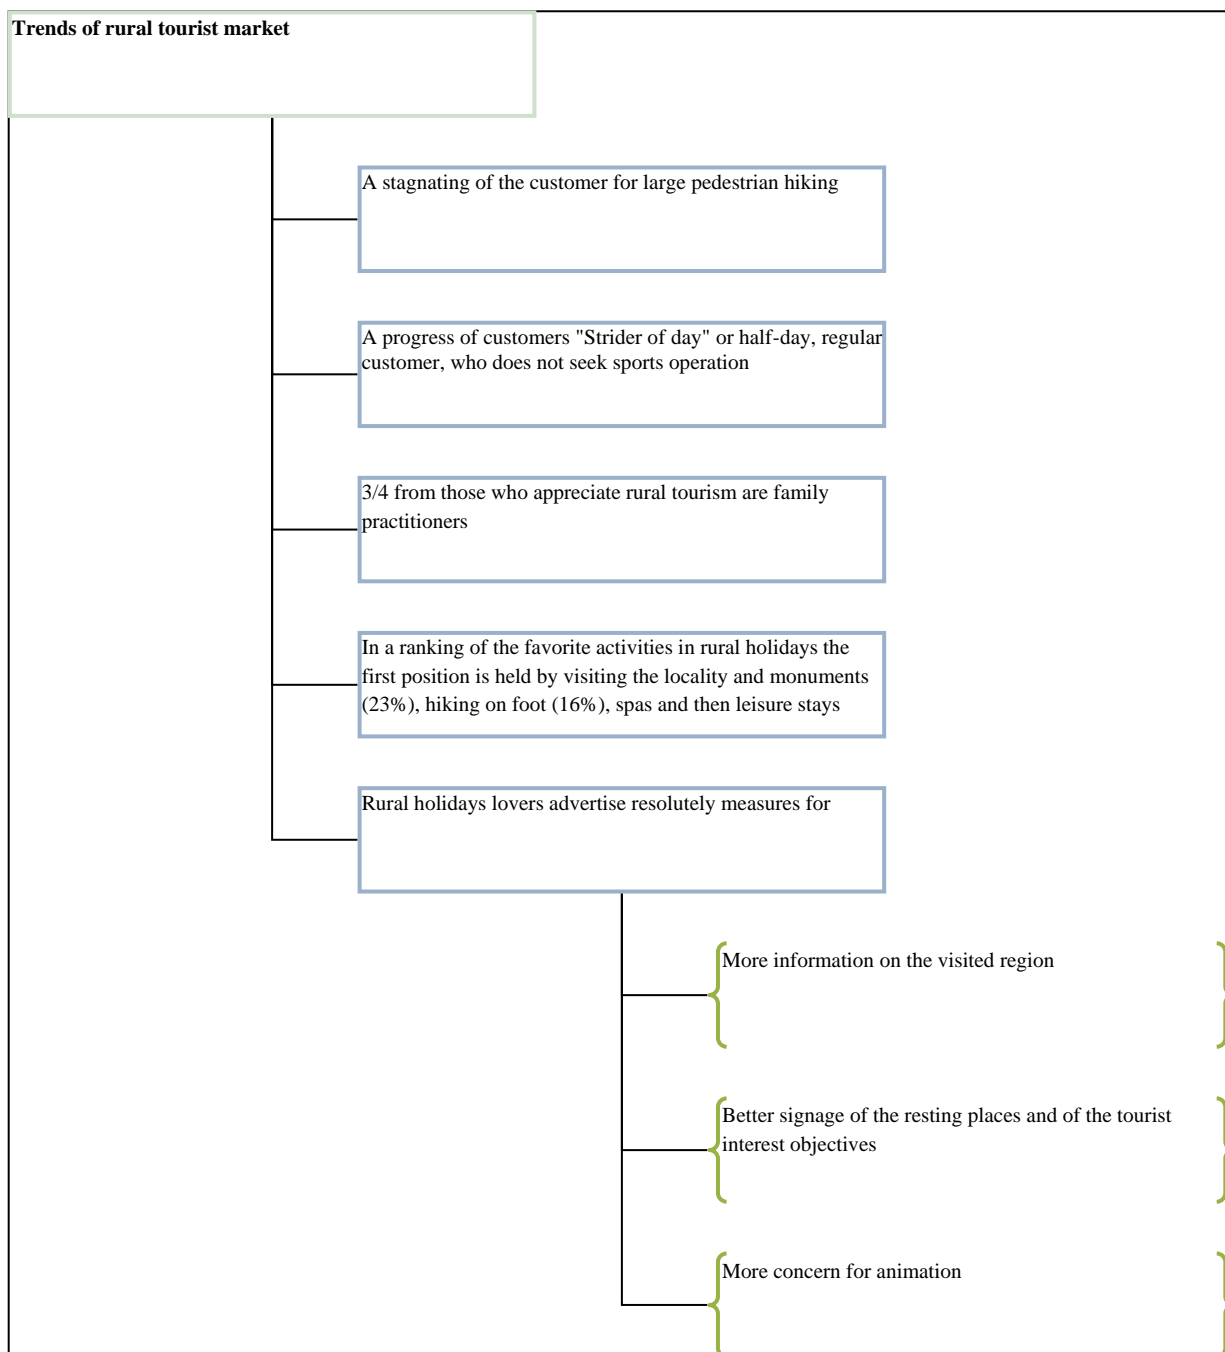 Trends of rural tourist market
A stagnating of the customer for large pedestrian hiking
A progress of customers "Strider of day" or half-day, regular
customer, who does not seek sports operation
3/4 from those who appreciate rural tourism are family
practitioners
In a ranking of the favorite activities in rural holidays the
first position is held by visiting the locality and monuments
(23%), hiking on foot (16%), spas and then leisure stays
Rural holidays lovers advertise resolutely measures for
More information on the visited region
Better signage of the resting places and of the tourist
interest objectives
More concern for animation